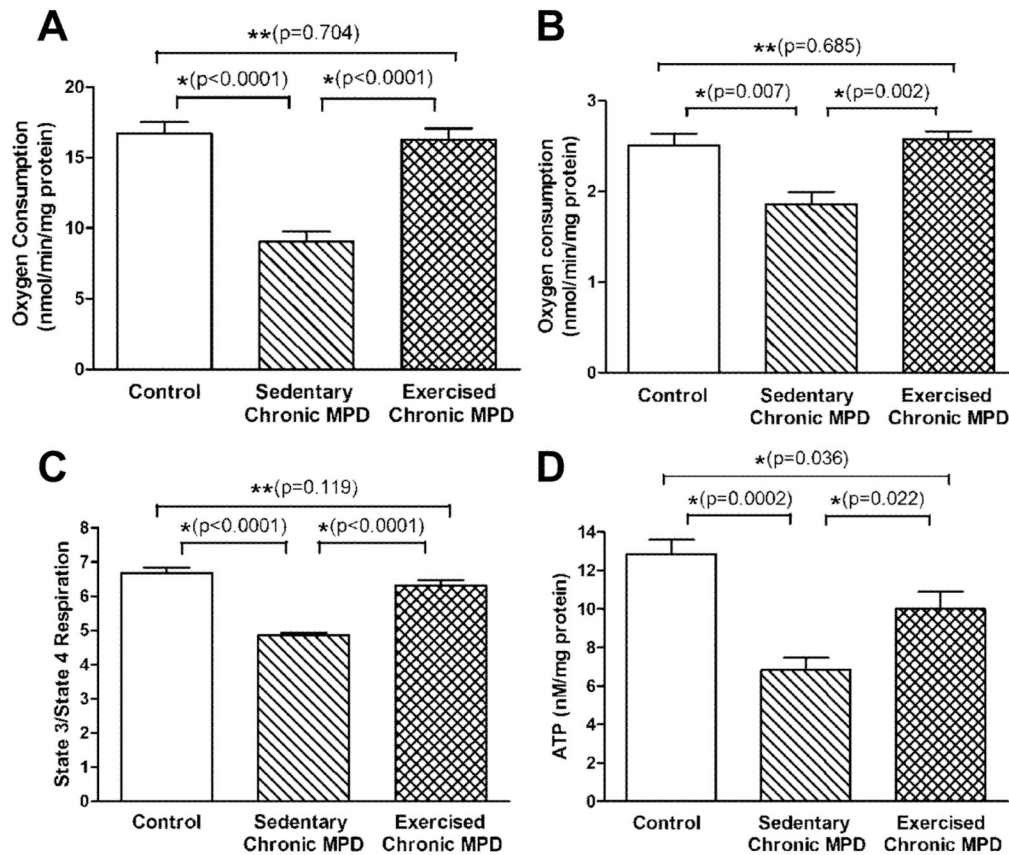 A
**(p=0.704)
*(p<0.0001)
*(p<0.0001)
Oxygen Consumption
(nmol/min/mg protein)
20
15
10
5
0
Control
Sedentary
Chronic MPD
Exercised
Chronic MPD
B
**(p=0.685)
*(p=0.007)
*(p=0.002)
Oxygen consumption
(nmol/min/mg protein)
3
2
1
0
Control
Sedentary
Chronic MPD
Exercised
Chronic MPD
C
**(p=0.119)
*(p<0.0001)
*(p<0.0001)
State 3/State 4 Respiration
8
7
6
5
4
3
2
1
0
Control
Sedentary
Chronic MPD
Exercised
Chronic MPD
D
*(p=0.036)
*(p=0.0002)
*(p=0.022)
ATP (nM/mg protein)
14
12
10
8
6
4
2
0
Control
Sedentary
Chronic MPD
Exercised
Chronic MPD